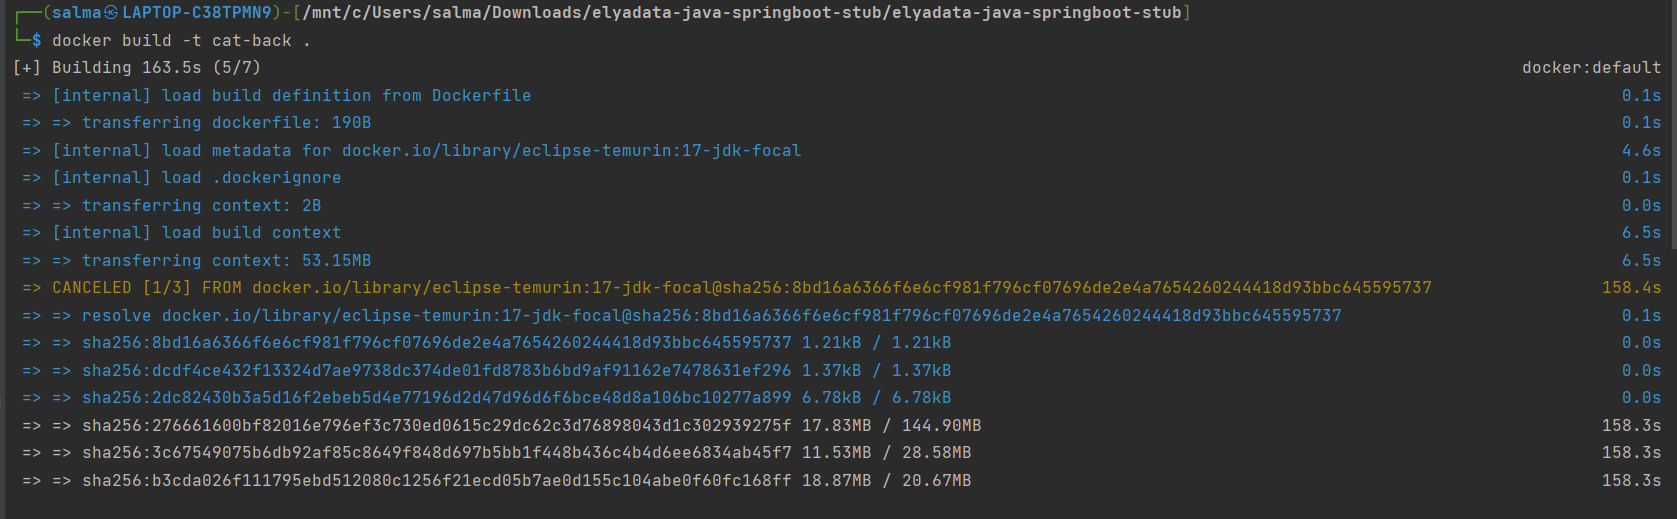 ┌──(salma㉿LAPTOP-C38TPMN9)-[/mnt/c/Users/salma/Downloads/elyadata-java-springboot-stub/elyadata-java-springboot-stub]
└─$ docker build -t cat-back .
[+] Building 163.5s (5/7) docker:default
=> [internal] load build definition from Dockerfile 0.1s
=> => transferring dockerfile: 190B 0.1s
=> [internal] load metadata for docker.io/library/eclipse-temurin:17-jdk-focal 4.6s
=> [internal] load .dockerignore 0.1s
=> => transferring context: 2B 0.0s
=> [internal] load build context 6.5s
=> => transferring context: 53.15MB 6.5s
=> CANCELED [1/3] FROM docker.io/library/eclipse-temurin:17-jdk-focal@sha256:8bd16a6366f6e6cf981f796cf07696de2e4a7654260244418d93bbc645595737 158.4s
=> => resolve docker.io/library/eclipse-temurin:17-jdk-focal@sha256:8bd16a6366f6e6cf981f796cf07696de2e4a7654260244418d93bbc645595737 0.1s
=> => sha256:8bd16a6366f6e6cf981f796cf07696de2e4a7654260244418d93bbc645595737 1.21kB / 1.21kB 0.0s
=> => sha256:dcdf4ce432f13324d7ae9738dc374de01fd8783b6bd9af91162e7478631ef296 1.37kB / 1.37kB 0.0s
=> => sha256:2dc82430b3a5d16f2ebeb5d4e77196d2d47d96d6f6bce48d8a106bc10277a899 6.78kB / 6.78kB 0.0s
=> => sha256:276661600bf82016e796ef3c730ed0615c29dc62c3d76898043d1c302939275f 17.83MB / 144.90MB 158.3s
=> => sha256:3c67549075b6db92af85c8649f848d697b5bb1f448b436c4b4d6ee6834ab45f7 11.53MB / 28.58MB 158.3s
=> => sha256:b3cda026f111795ebd512080c1256f21ecd05b7ae0d155c104abe0f60fc168ff 18.87MB / 20.67MB 158.3s